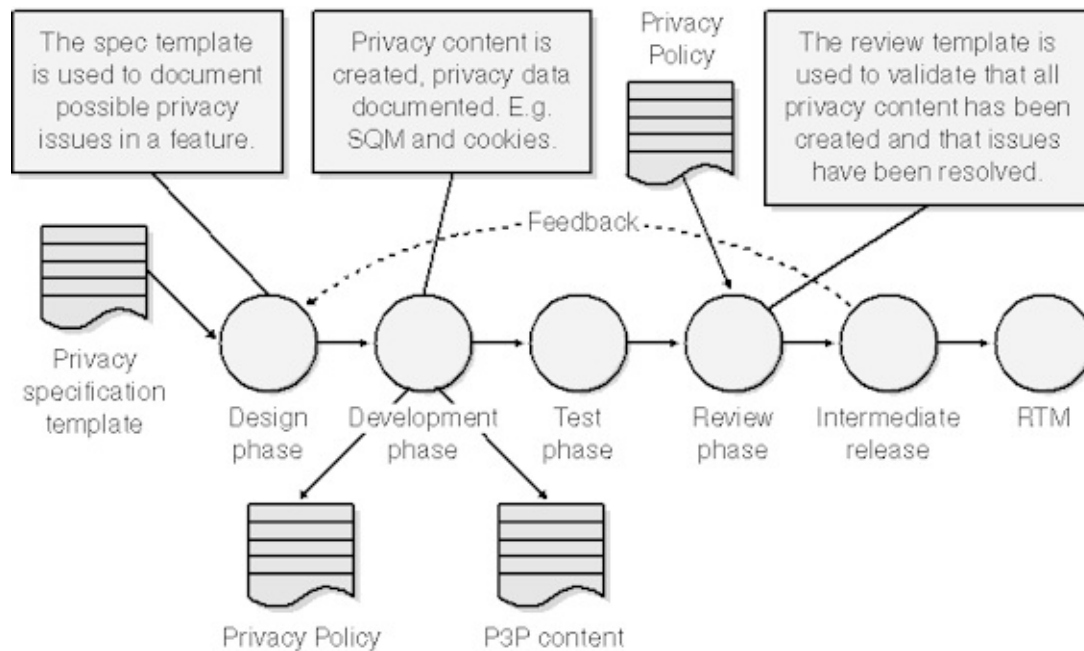 The spec template
is used to document
possible privacy
issues in a feature.
Privacy content is
created, privacy data
documented. E.g.
SQM and cookies.
Privacy
Policy
The review template is
used to validate that all
privacy content has been
created and that issues
have been resolved.
Feedback
Privacy
specification
template
Design
phase
Development
phase
Test
phase
Review
phase
Intermediate
release
RTM
Privacy Policy
P3P content